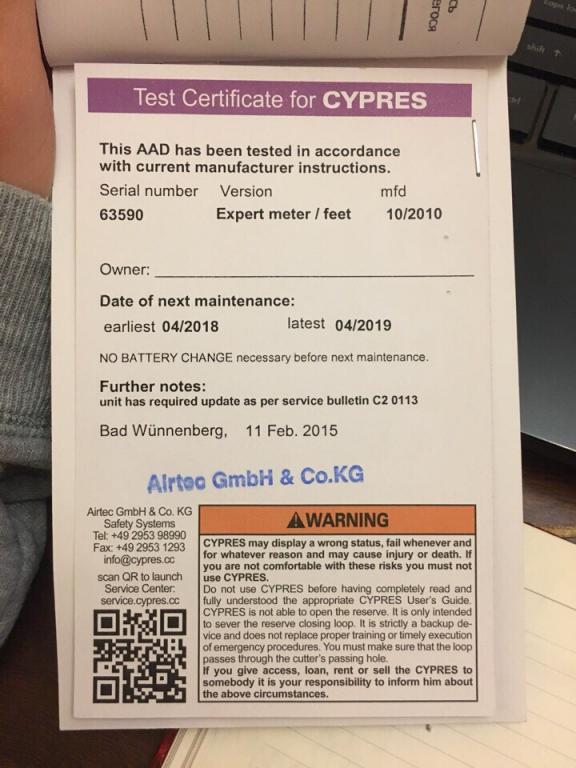 Test Certificate for CYPRES
This AAD has been tested in accordance
with current manufacturer instructions.
Serial number Version mfd
63590 Expert meter / feet 10/2010
Owner:
Date of next maintenance:
earliest 04/2018 latest 04/2019
NO BATTERY CHANGE necessary before next maintenance.
Further notes:
unit has required update as per service bulletin C2 0113
Bad Wünnenberg, 11 Feb. 2015
Airtec GmbH & Co.KG
Airtec GmbH & Co. KG
Safety Systems
Tel: +49 2953 98990
Fax: +49 2953 1293
info@cypres.cc
scan QR to launch
Service Center:
service.cypres.cc
WARNING
CYPRES may display a wrong status, fail whenever and
for whatever reason and may cause injury or death. If
you are not comfortable with these risks you must not
use CYPRES.
Do not use CYPRES before having completely read and
fully understood the appropriate CYPRES User's Guide.
CYPRES is not able to open the reserve. It is only intended
to sever the reserve closing loop. It is strictly a backup de-
vice and does not replace proper training or timely execution
of emergency procedures. You must make sure that the loop
passes through the cutter's passing hole.
If you give access, loan, rent or sell the CYPRES to
somebody it is your responsibility to inform him about
the above circumstances.
shift